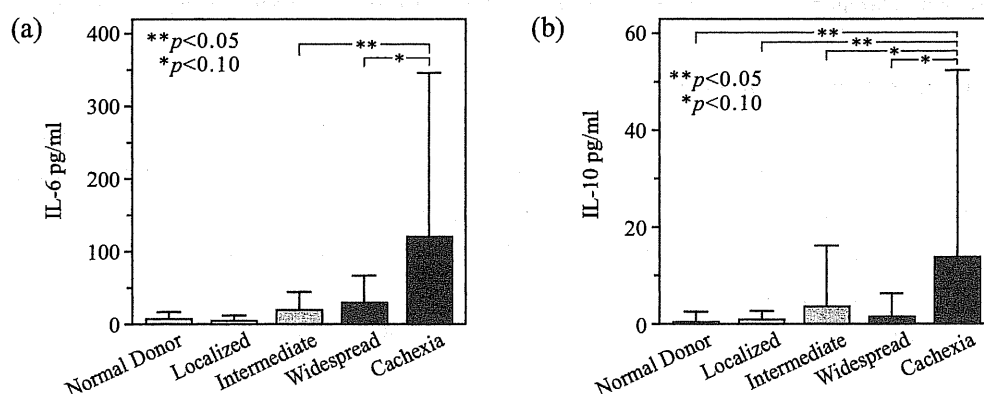 (a)
**p<0.05
*p<0.10
**
*
IL-6 pg/ml
400
350
200
100
0
Normal Donor
Localized
Intermediate
Widespread
Cachexia
(b)
**
**
*
*
**p<0.05
*p<0.10
IL-10 pg/ml
60
40
20
0
Normal Donor
Localized
Intermediate
Widespread
Cachexia